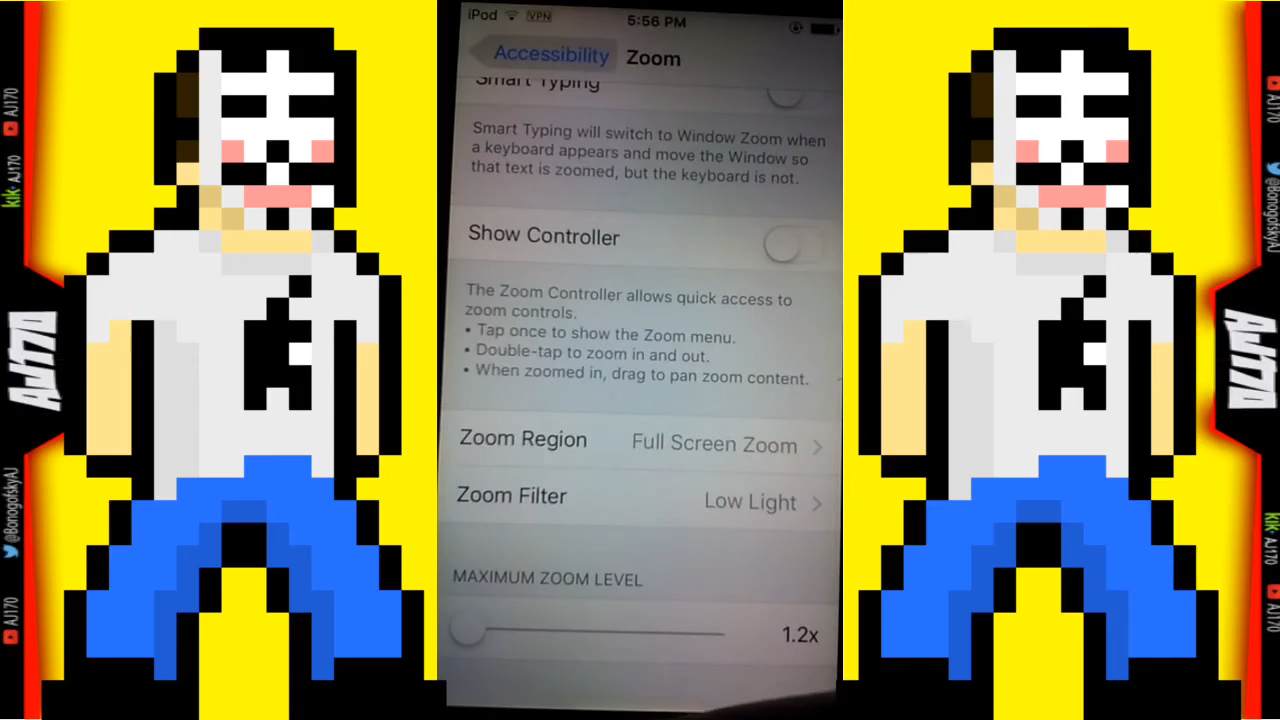 iPod VPN 5:56 PM
Accessibility Zoom
Smart Typing
Smart Typing will switch to Window Zoom when
a keyboard appears and move the Window so
that text is zoomed, but the keyboard is not.
Show Controller
The Zoom Controller allows quick access to
zoom controls.
• Tap once to show the Zoom menu.
• Double-tap to zoom in and out.
• When zoomed in, drag to pan zoom content.
Zoom Region Full Screen Zoom
Zoom Filter Low Light
MAXIMUM ZOOM LEVEL
1.2x
AJ170
kik• AJ170
AJ170
@BonogofskyAJ
AJ170
AJ170
@BonogofskyAJ
AJ170
kik• AJ170
AJ170